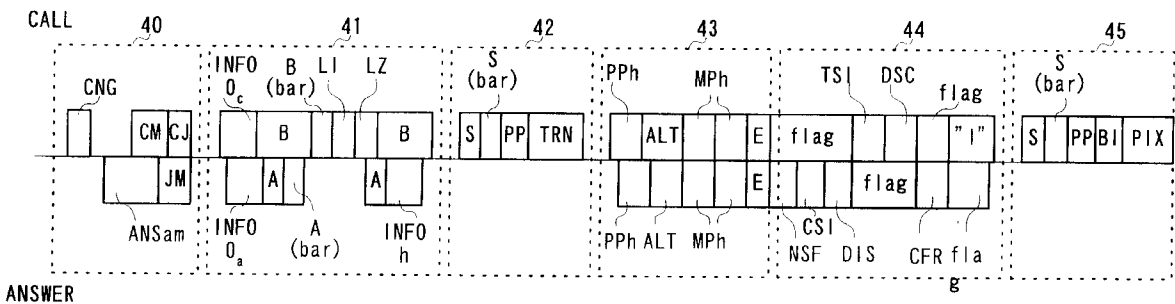 CALL
40
41
42
43
44
45
CNG
CM
CJ
JM
ANSam
INFO
0c
B
(bar)
LI
LZ
B
B
A
A
INFO
0a
A
(bar)
INFO
h
S
(bar)
S
PP
TRN
PPh
MPh
ALT
E
E
PPh
ALT
MPh
TSI
DSC
flag
flag
"1"
flag
NSF
CSI
DIS
CFR
fla
g
S
(bar)
S
PP
BI
PIX
ANSWER